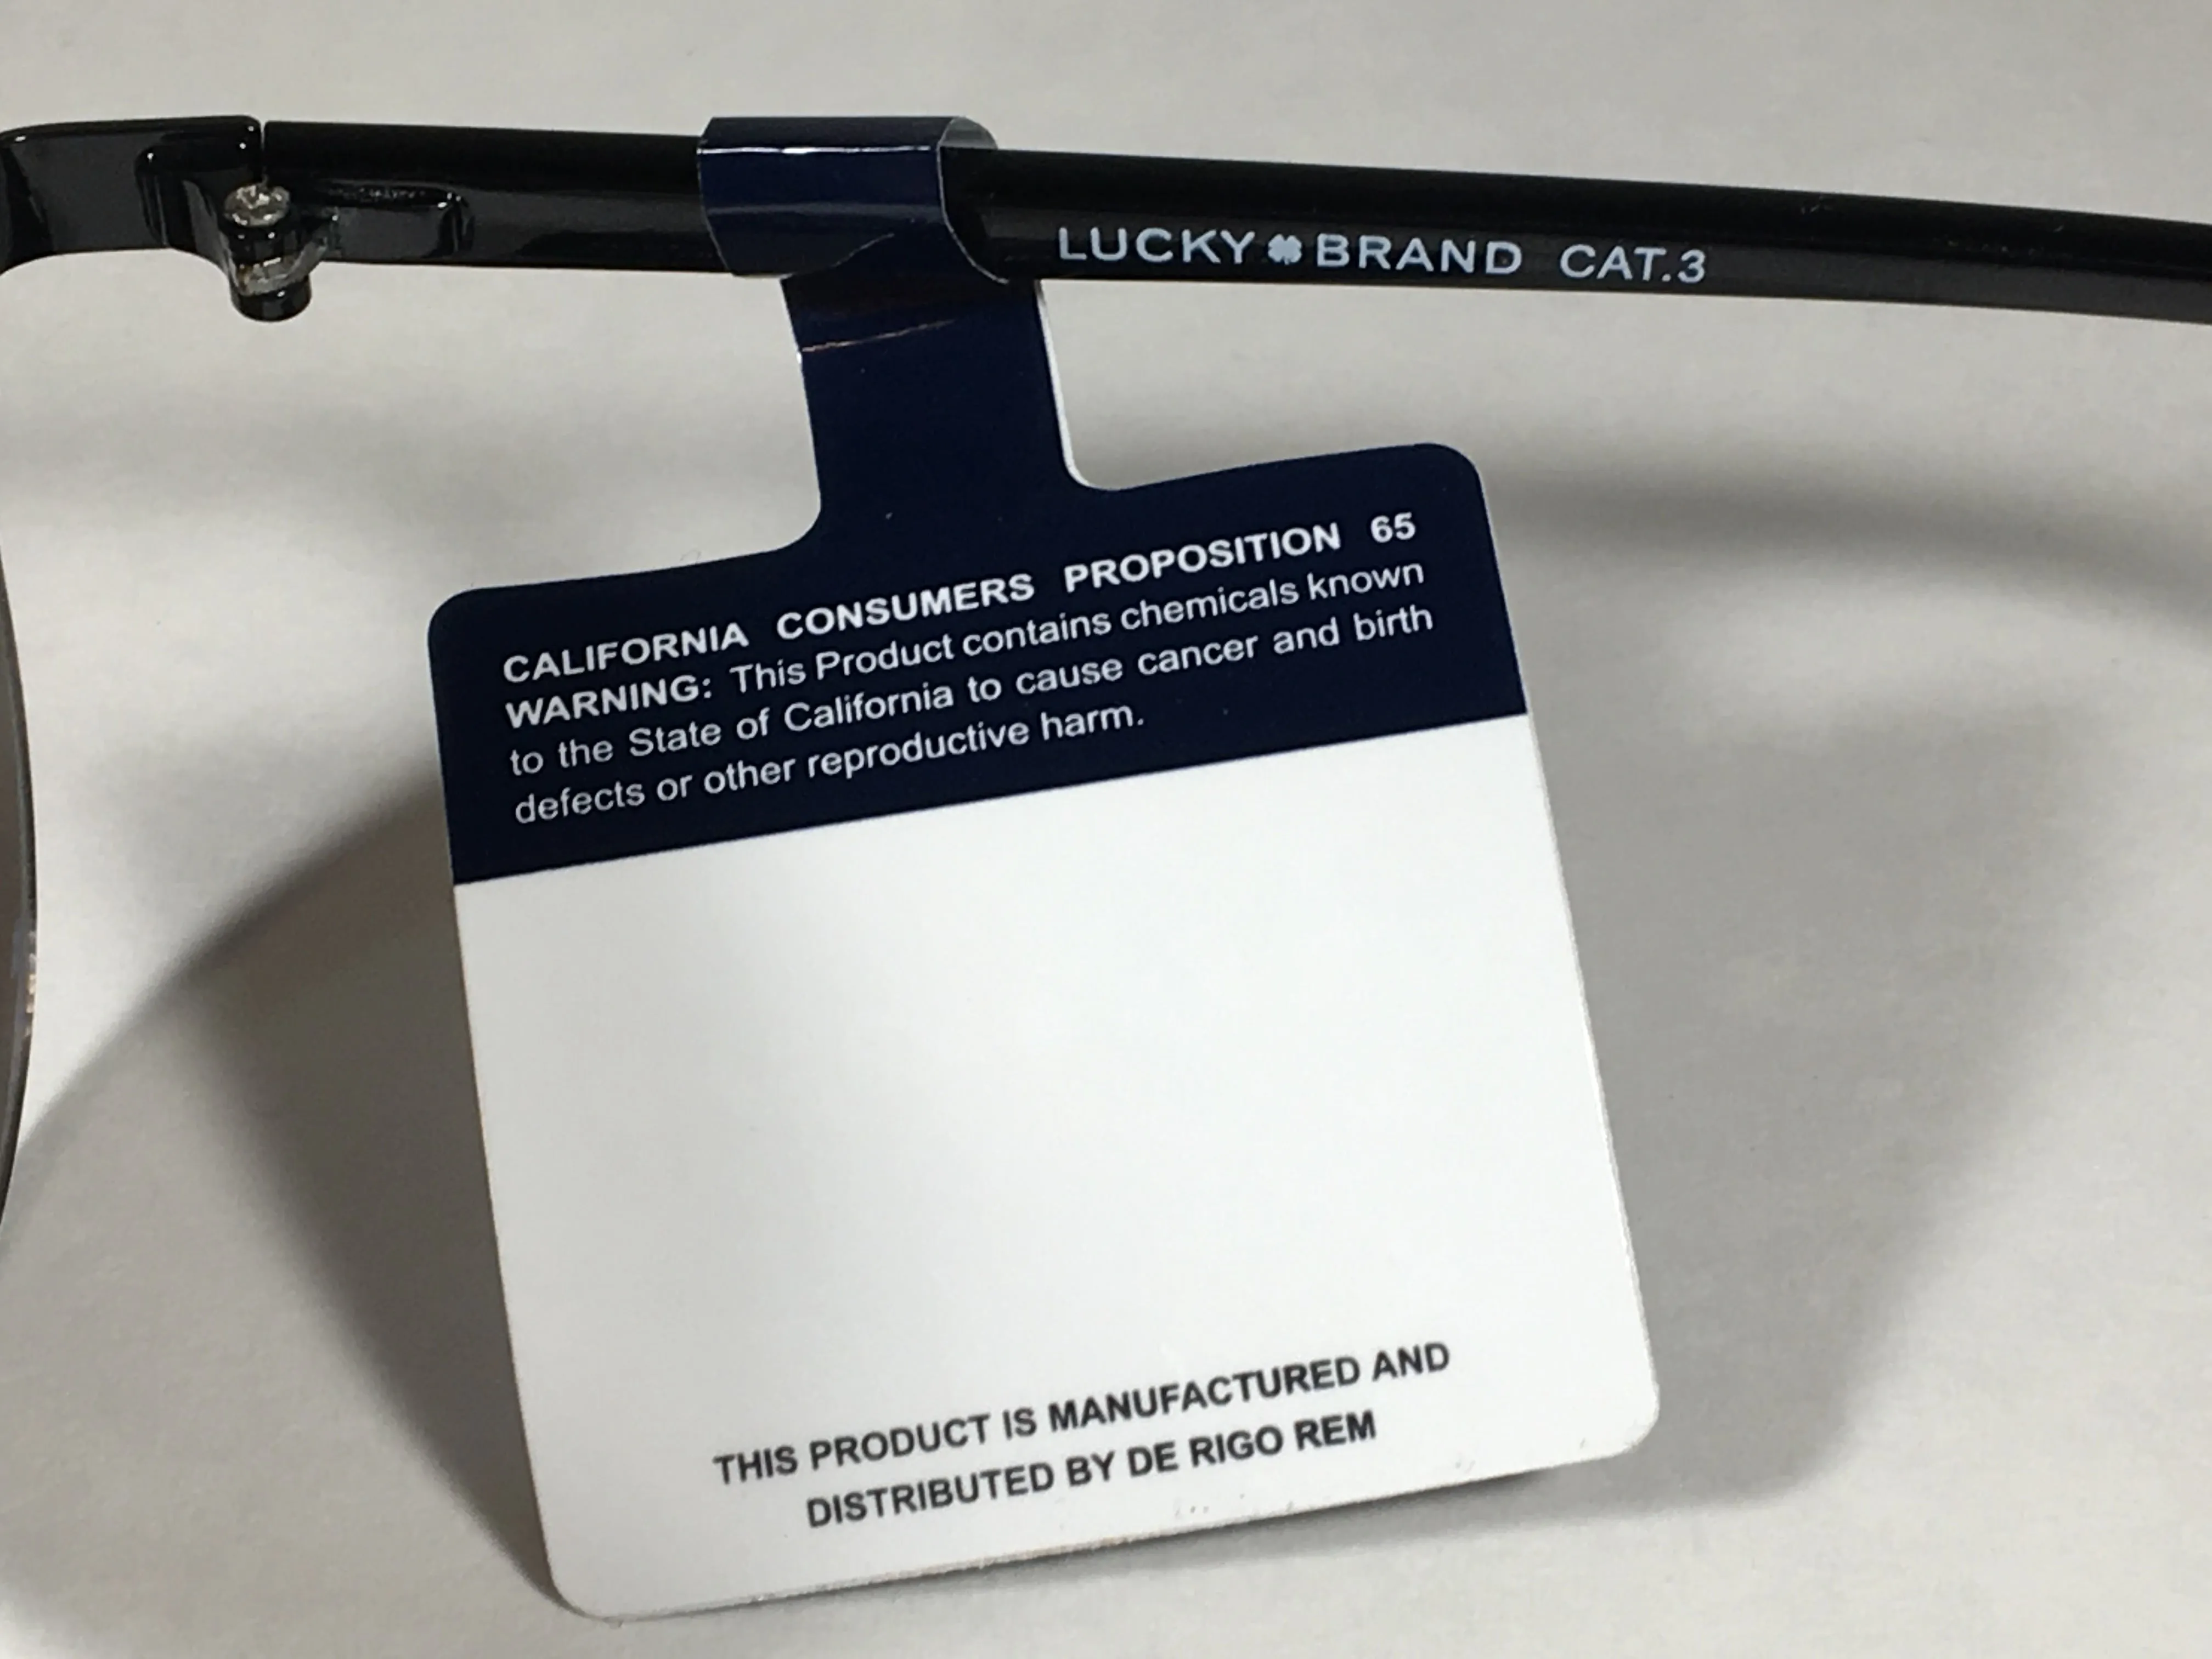 LUCKY BRAND CAT.3
CALIFORNIA CONSUMERS PROPOSITION 65
WARNING: This Product contains chemicals known
to the State of California to cause cancer and birth
defects or other reproductive harm.
THIS PRODUCT IS MANUFACTURED AND
DISTRIBUTED BY DE RIGO REM